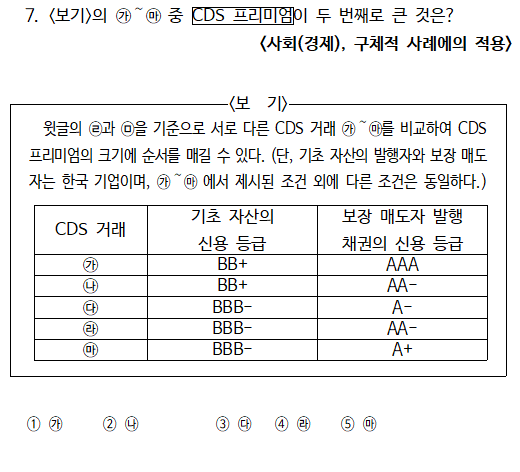 7. <보기>의 ㉮~㉲ 중 CDS 프리미엄이 두 번째로 큰 것은?
<사회(경제), 구체적 사례에의 적용>
<보 기>
윗글의 ㉣과 ㉤을 기준으로 서로 다른 CDS 거래 ㉮~㉲를 비교하여 CDS
프리미엄의 크기에 순서를 매길 수 있다. (단, 기초 자산의 발행자와 보장 매도
자는 한국 기업이며, ㉮~㉲에서 제시된 조건 외에 다른 조건은 동일하다.)
CDS 거래 기초 자산의 신용 등급 보장 매도자 발행 채권의 신용 등급
㉮ BB+ AAA
㉯ BB+ AA-
㉰ BBB- A-
㉱ BBB- AA-
㉲ BBB- A+
① ㉮ ② ㉯ ③ ㉰ ④ ㉱ ⑤ ㉲